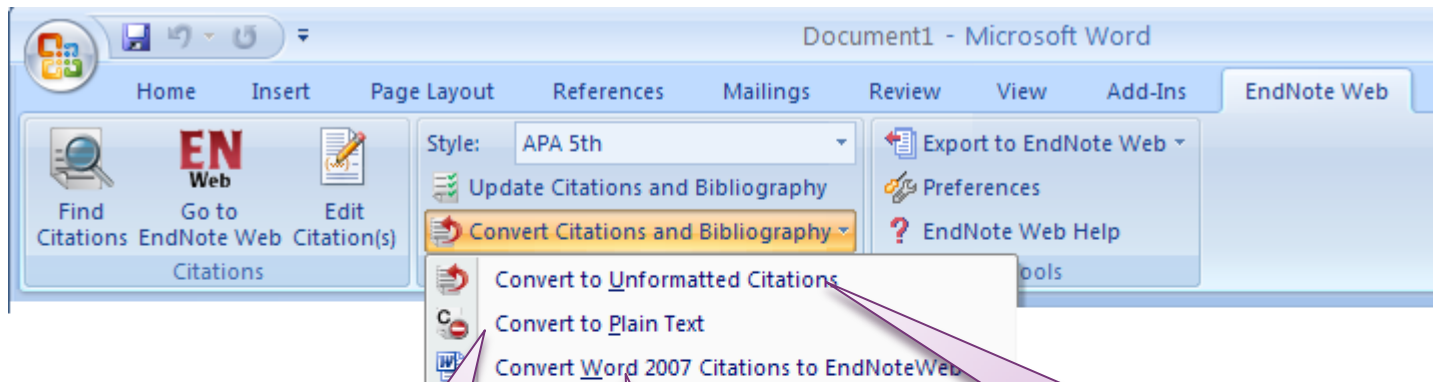 Document1 - Microsoft Word
Home Insert Page Layout References Mailings Review View Add-Ins EndNote Web
EN
Web
Find
Citations
Go to
EndNote Web
Edit
Citation(s)
Citations
Style: APA 5th
Update Citations and Bibliography
Convert Citations and Bibliography
Export to EndNote Web
Preferences
? EndNote Web Help
ools
Convert to Unformatted Citations
C
Convert to Plain Text
W
Convert Word 2007 Citations to EndNoteWeb